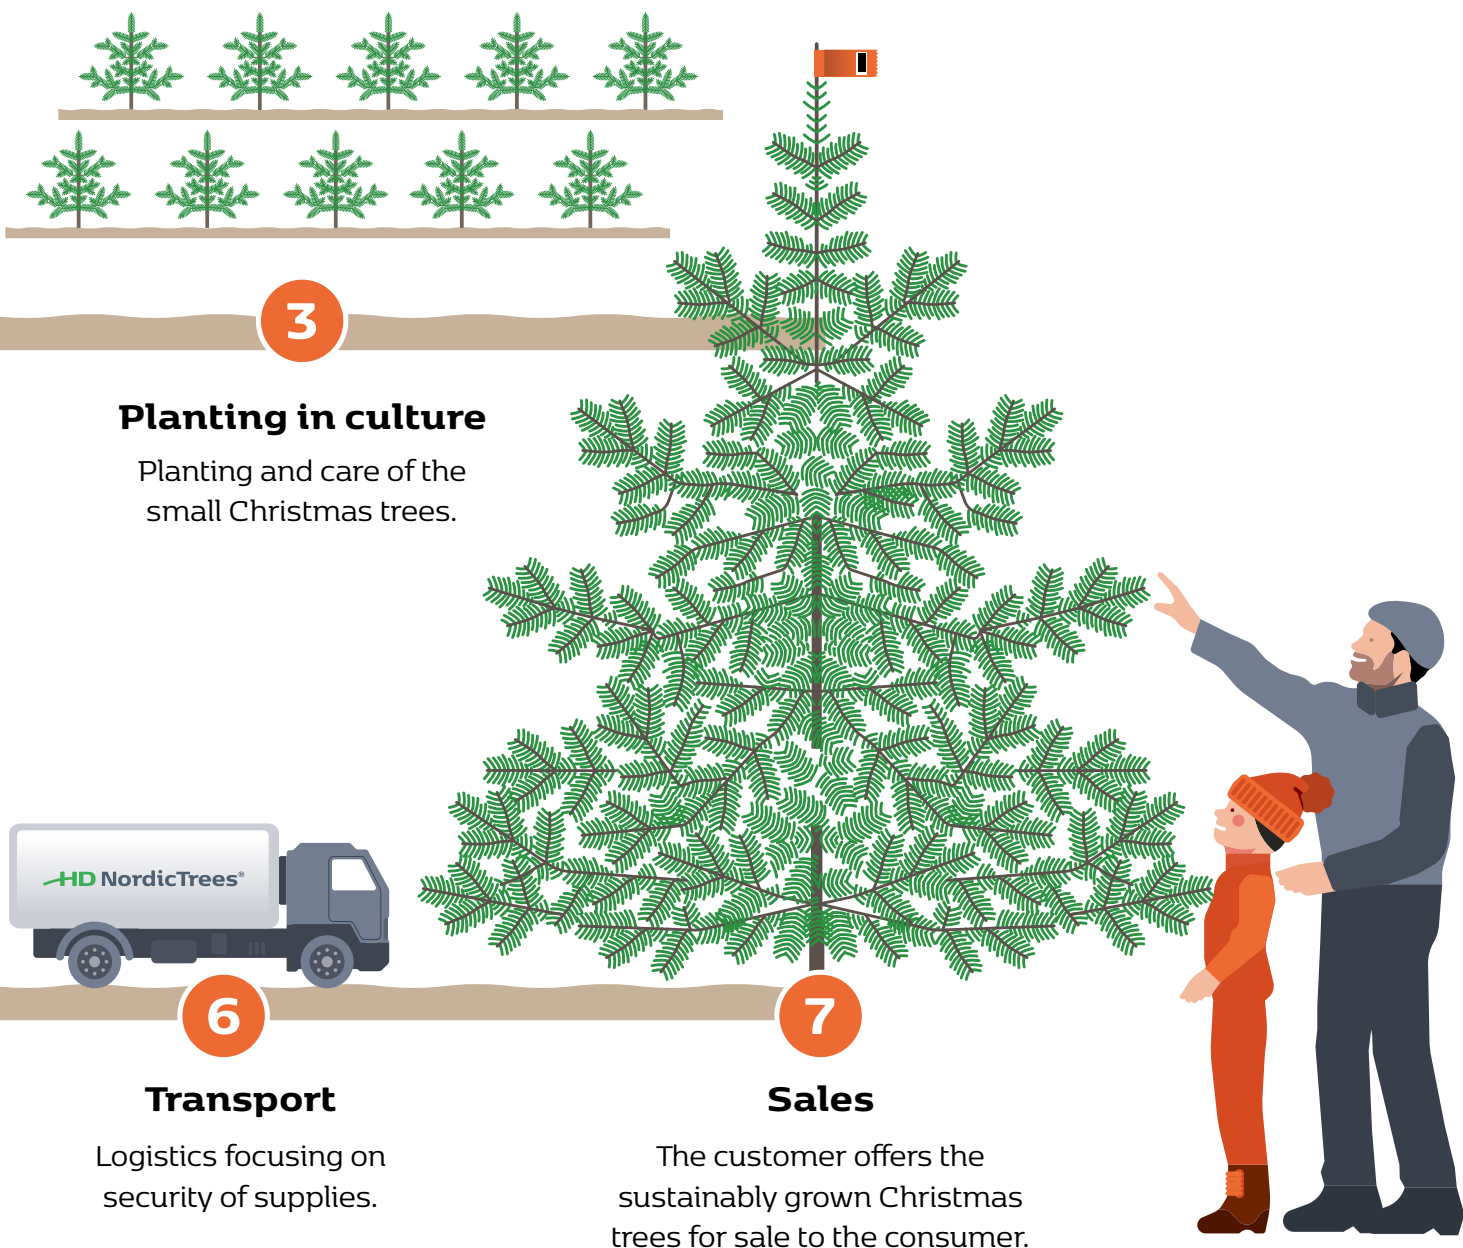 3
Planting in culture
Planting and care of the
small Christmas trees.
HD NordicTrees®
6
Transport
Logistics focusing on
security of supplies.
7
Sales
The customer offers the
sustainably grown Christmas
trees for sale to the consumer.